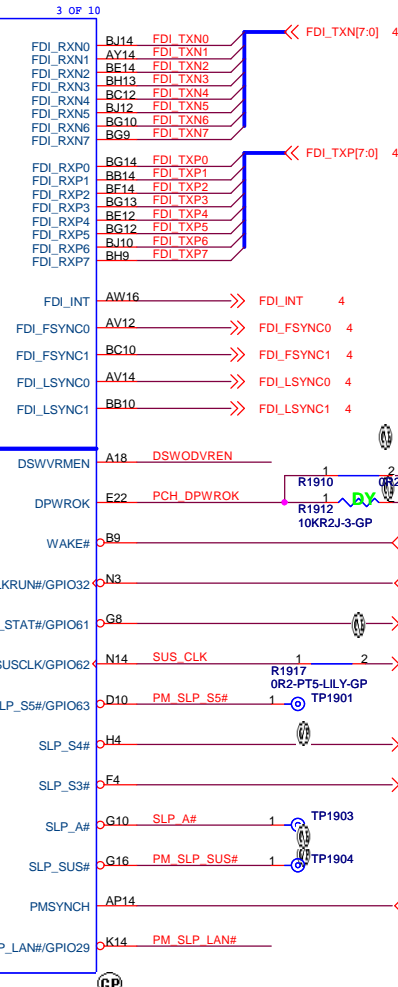 3 OF 10
FDI_RXN0 BJ14 FDI_TXN0 FDI_TXN[7:0] 4
FDI_RXN1 AY14 FDI_TXN1
FDI_RXN2 BE14 FDI_TXN2
FDI_RXN3 BH13 FDI_TXN3
FDI_RXN4 BC12 FDI_TXN4
FDI_RXN5 BJ12 FDI_TXN5
FDI_RXN6 BG10 FDI_TXN6
FDI_RXN7 BG9 FDI_TXN7
FDI_TXP[7:0] 4
FDI_RXP0 BG14 FDI_TXP0
FDI_RXP1 BB14 FDI_TXP1
FDI_RXP2 BF14 FDI_TXP2
FDI_RXP3 BG13 FDI_TXP3
FDI_RXP4 BE12 FDI_TXP4
FDI_RXP5 BG12 FDI_TXP5
FDI_RXP6 BJ10 FDI_TXP6
FDI_RXP7 BH9 FDI_TXP7
FDI_INT AW16 FDI_INT 4
FDI_FSYNC0 AV12 FDI_FSYNC0 4
FDI_FSYNC1 BC10 FDI_FSYNC1 4
FDI_LSYNC0 AV14 FDI_LSYNC0 4
FDI_LSYNC1 BB10 FDI_LSYNC1 4
DSWVRMEN A18 DSWODVREN
1 2
R1910 0R2
DPWROK E22 PCH_DPWROK 1 DY
R1912
10KR2J-3-GP
WAKE# B9
LKRUN#/GPIO32 N3
_STAT#/GPIO61 G8
SUSCLK/GPIO62 N14 SUS_CLK 1 2
R1917
0R2-PT5-LILY-GP
LP_S5#/GPIO63 D10 PM_SLP_S5# 1 TP1901
SLP_S4# H4
SLP_S3# F4
SLP_A# G10 SLP_A# 1 TP1903
SLP_SUS# G16 PM_SLP_SUS# 1 TP1904
PMSYNCH AP14
P_LAN#/GPIO29 K14 PM_SLP_LAN#
GP